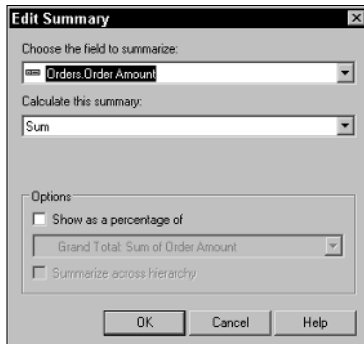 Edit Summary
Choose the field to summarize:
Orders.Order Amount
Calculate this summary:
Sum
Options
Show as a percentage of
Grand Total: Sum of Order Amount
Summarize across hierarchy
OK Cancel Help